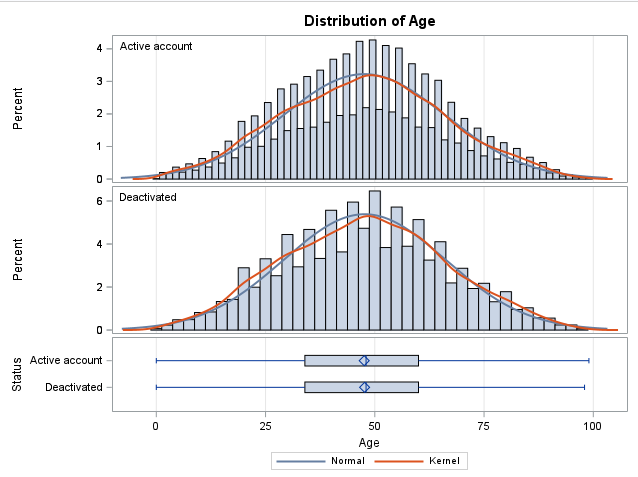 Distribution of Age
Active account
Percent
4
3
2
1
0
Deactivated
Percent
6
4
2
0
Status
Active account
Deactivated
0 25 50 75 100
Age
Normal Kernel